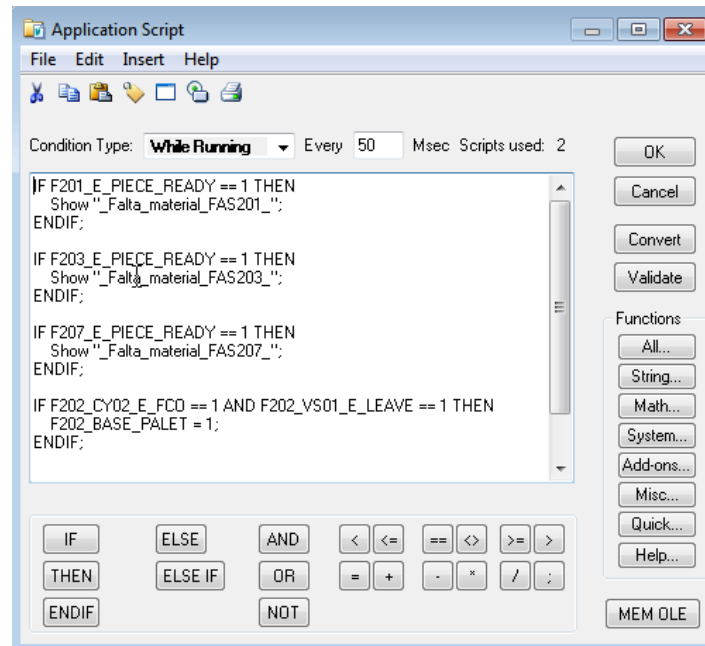 Application Script
File Edit Insert Help
Condition Type: While Running Every 50 Msec Scripts used: 2
IF F201_E_PIECE_READY == 1 THEN
Show "_Falta_material_FAS201_";
ENDIF;
IF F203_E_PIECE_READY == 1 THEN
Show "_Falta_material_FAS203_";
ENDIF;
IF F207_E_PIECE_READY == 1 THEN
Show "_Falta_material_FAS207_";
ENDIF;
IF F202_CY02_E_FCO == 1 AND F202_VS01_E_LEAVE == 1 THEN
F202_BASE_PALET = 1;
ENDIF;
OK
Cancel
Convert
Validate
Functions
All...
String...
Math...
System...
Add-ons...
Misc...
Quick...
Help...
MEM OLE
IF ELSE AND < <= == <> >= >
THEN ELSE IF OR = + - * / ;
ENDIF NOT